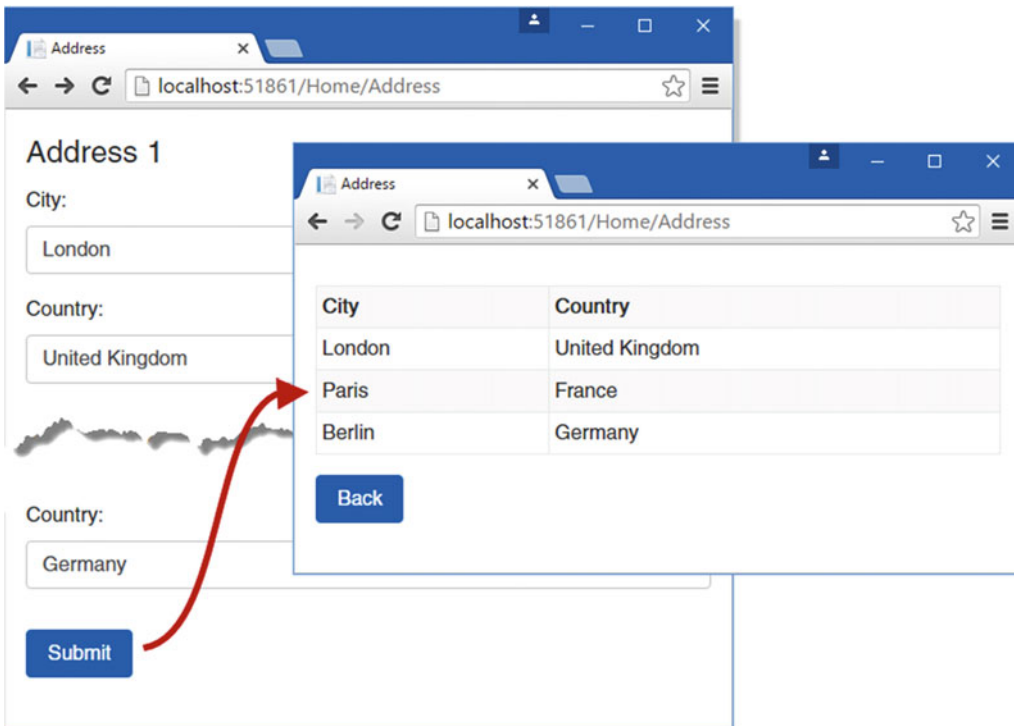 Address
localhost:51861/Home/Address
Address 1
City:
London
Country:
United Kingdom
Country:
Germany
Submit
Address
localhost:51861/Home/Address
City Country
London United Kingdom
Paris France
Berlin Germany
Back